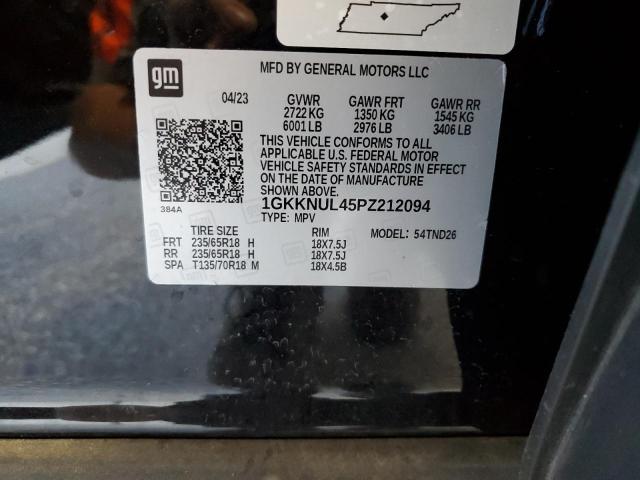 gm
MFD BY GENERAL MOTORS LLC
04/23 GVWR GAWR FRT GAWR RR
2722 KG 1350 KG 1545 KG
6001 LB 2976 LB 3406 LB
THIS VEHICLE CONFORMS TO ALL
APPLICABLE U.S. FEDERAL MOTOR
VEHICLE SAFETY STANDARDS IN EFFECT
ON THE DATE OF MANUFACTURE
SHOWN ABOVE.
384A
1GKKNUL45PZ212094
TYPE: MPV
TIRE SIZE RIM MODEL: 54TND26
FRT 235/65R18 H 18X7.5J
RR 235/65R18 H 18X7.5J
SPA T135/70R18 M 18X4.5B